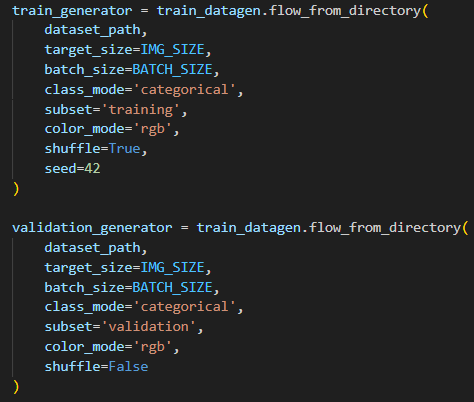 train_generator = train_datagen.flow_from_directory(
    dataset_path,
    target_size=IMG_SIZE,
    batch_size=BATCH_SIZE,
    class_mode='categorical',
    subset='training',
    color_mode='rgb',
    shuffle=True,
    seed=42
)
validation_generator = train_datagen.flow_from_directory(
    dataset_path,
    target_size=IMG_SIZE,
    batch_size=BATCH_SIZE,
    class_mode='categorical',
    subset='validation',
    color_mode='rgb',
    shuffle=False
)